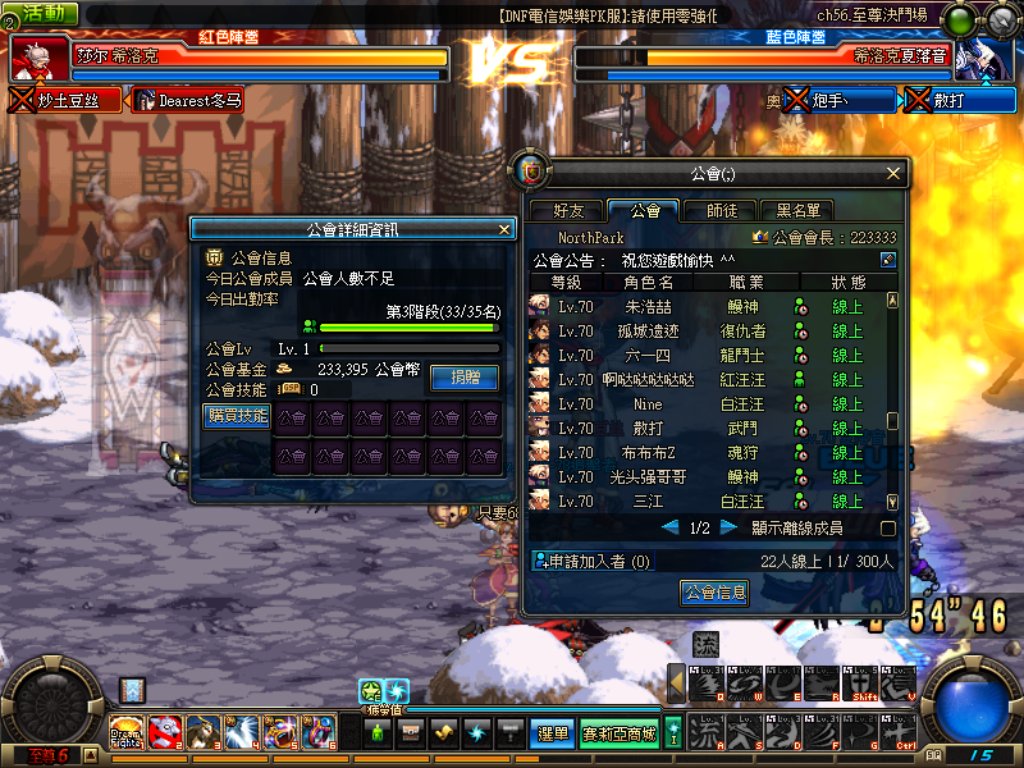 活動
【DNF電信娛樂PK服】:請使用零強化
ch56.至尊決鬥場
紅色陣營
VS
藍色陣營
莎尔 希洛克
希洛克夏薄音
炒土豆丝
Dearest冬马
奥
炮手、
散打
公會(;)
好友
公會
師徒
黑名單
NorthPark
公會會長 : 223333
公會公告 : 祝您遊戲愉快 ^^
等級 角色名 職業 狀態
Lv.70 朱浩喆 鰻神 線上
Lv.70 孤城遗迹 復仇者 線上
Lv.70 六一四 龍鬥士 線上
Lv.70 啊哒哒哒哒哒 紅汪汪 線上
Lv.70 Nine 白汪汪 線上
Lv.70 散打 武鬥 線上
Lv.70 布布布Z 魂狩 線上
Lv.70 光头强哥哥 鰻神 線上
Lv.70 三江 白汪汪 線上
1/2
顯示離線成員
申請加入者 (0)
22人線上 | 1/ 300人
公會信息
公會詳細資訊
公會信息
今日公會成員 公會人數不足
今日出勤率
第3階段(33/35名)
公會Lv Lv. 1
公會基金 233,395 公會幣
捐贈
公會技能 GSP 0
購買技能
公會 公會 公會 公會 公會 公會
公會 公會 公會 公會 公會 公會
只要
54"46
疲勞值
選單
賽莉亞商城
至尊6
SP
15